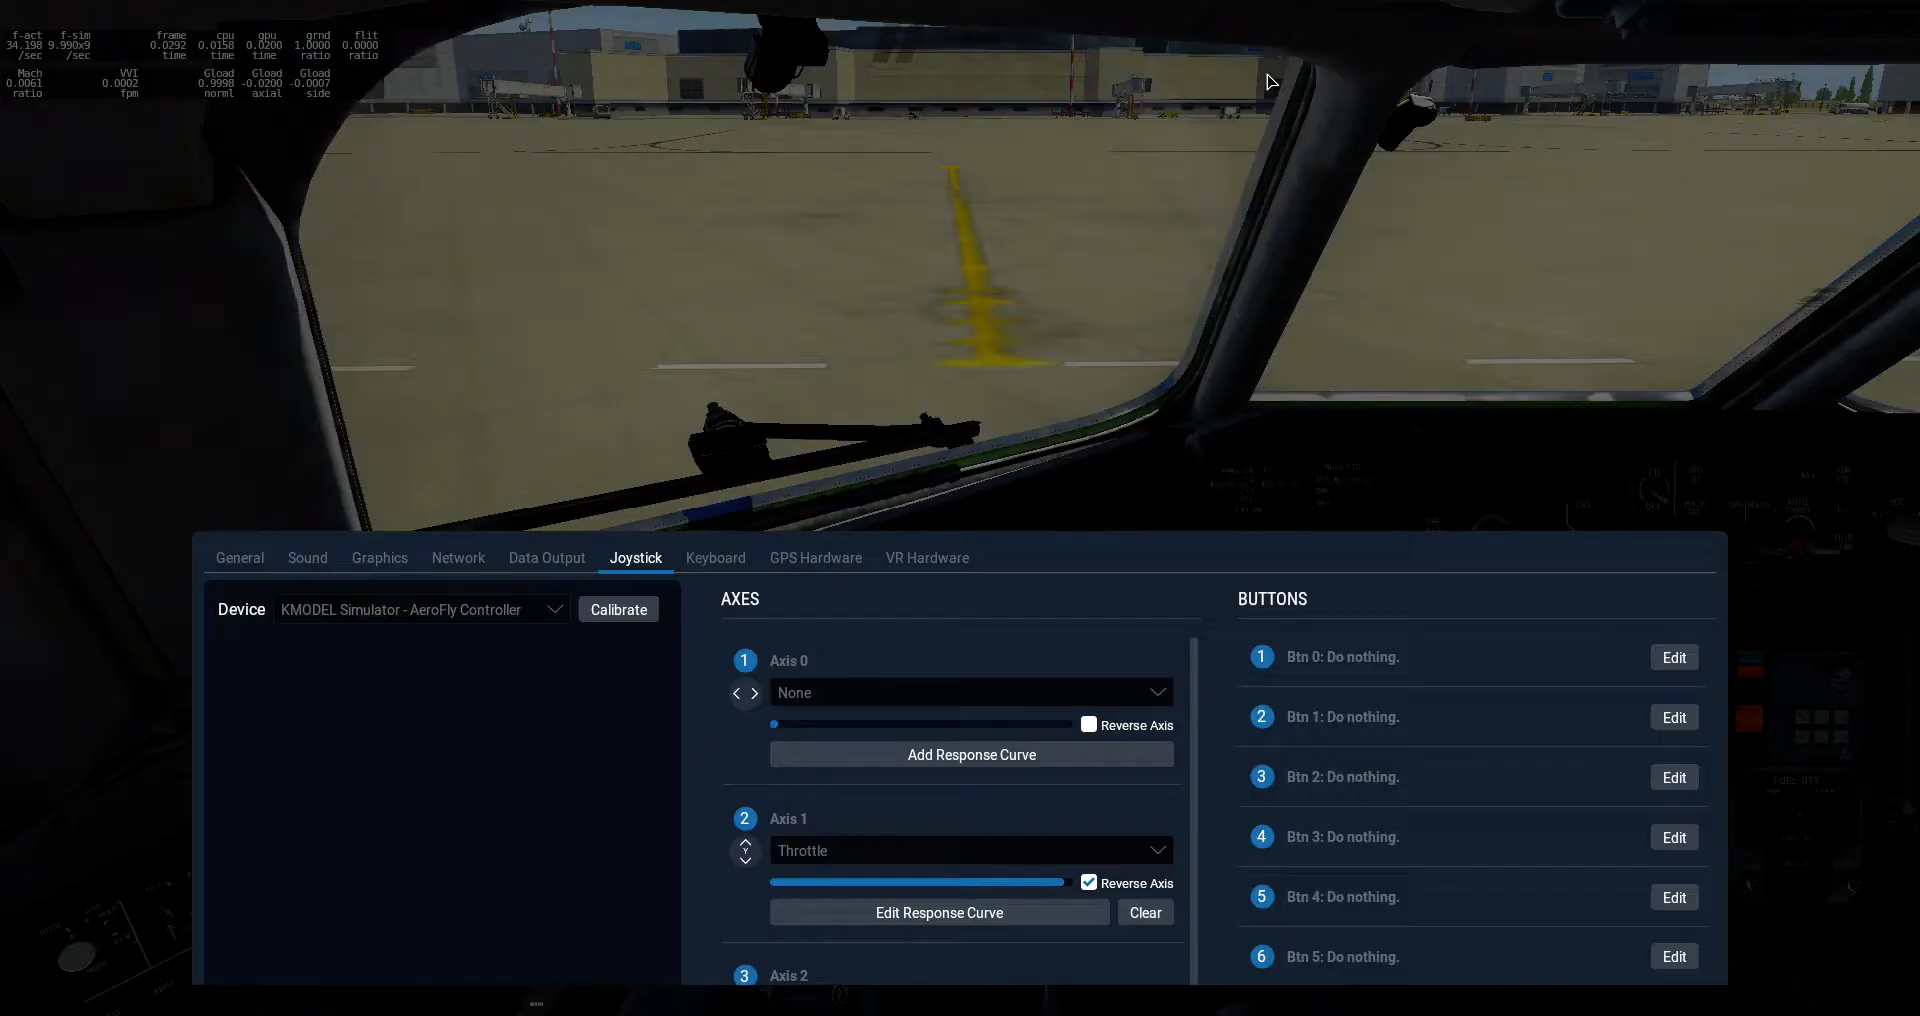 f-act f-sim frame cpu gpu grnd flit
34.198 9.990x9 0.0292 0.0158 0.0200 1.0000 0.0000
/sec /sec time time time ratio ratio
Mach VVI Gload Gload Gload
0.0061 0.0002 0.9998 -0.0200 -0.0007
ratio fpm norml axial side
General Sound Graphics Network Data Output Joystick Keyboard GPS Hardware VR Hardware
Device KMODEL Simulator - AeroFly Controller Calibrate
AXES
1 Axis 0
None
Reverse Axis
Add Response Curve
2 Axis 1
Y
Throttle
Reverse Axis
Edit Response Curve Clear
3 Axis 2
BUTTONS
1 Btn 0: Do nothing. Edit
2 Btn 1: Do nothing. Edit
3 Btn 2: Do nothing. Edit
4 Btn 3: Do nothing. Edit
5 Btn 4: Do nothing. Edit
6 Btn 5: Do nothing. Edit
FUEL QTY